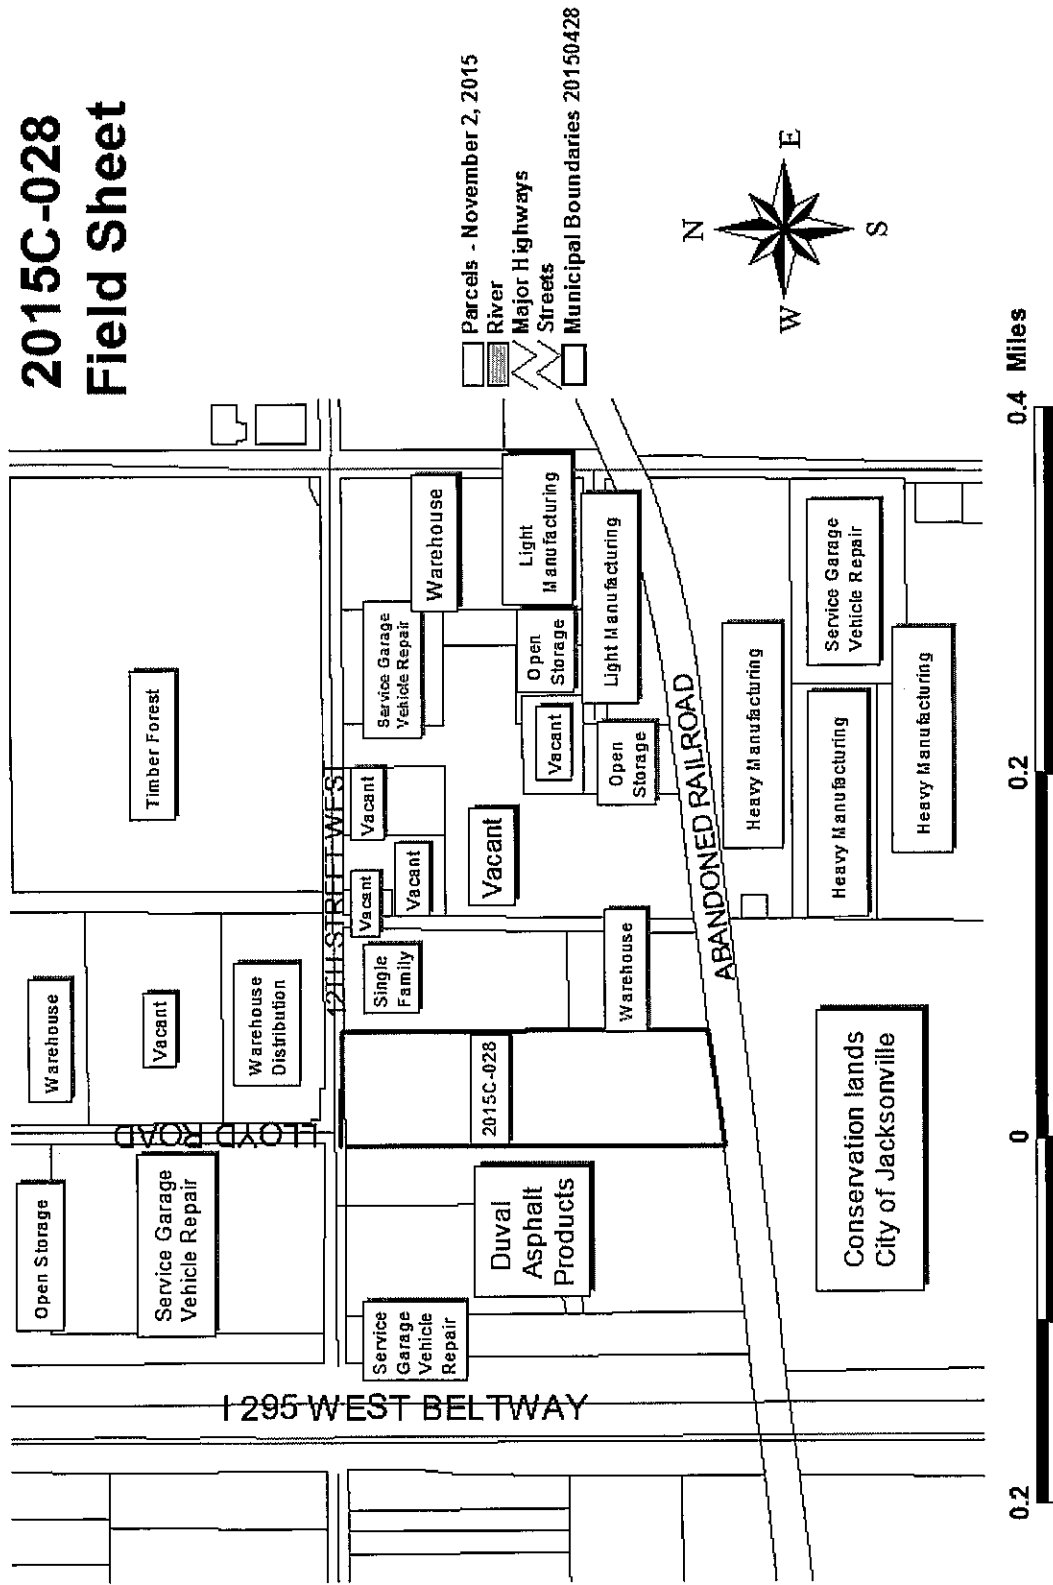 2015C-028
Field Sheet
Parcels - November 2, 2015
River
Major Highways
Streets
Municipal Boundaries 20150428
N
E
S
W
Open Storage
Warehouse
Vacant
Timber Forest
Service Garage
Vehicle Repair
Warehouse
Distribution
LLOYD ROAD
12TH STREET WES
Service
Garage
Vehicle
Repair
Single
Family
Vacant
Vacant
Vacant
Service Garage
Vehicle Repair
Warehouse
Duval
Asphalt
Products
2015C-028
Vacant
Open
Storage
Light
Manufacturing
Vacant
Warehouse
Open
Storage
Light Manufacturing
I 295 WEST BELTWAY
ABANDONED RAILROAD
Conservation lands
City of Jacksonville
Heavy Manufacturing
Heavy Manufacturing
Service Garage
Vehicle Repair
Heavy Manufacturing
0.2
0
0.2
0.4 Miles